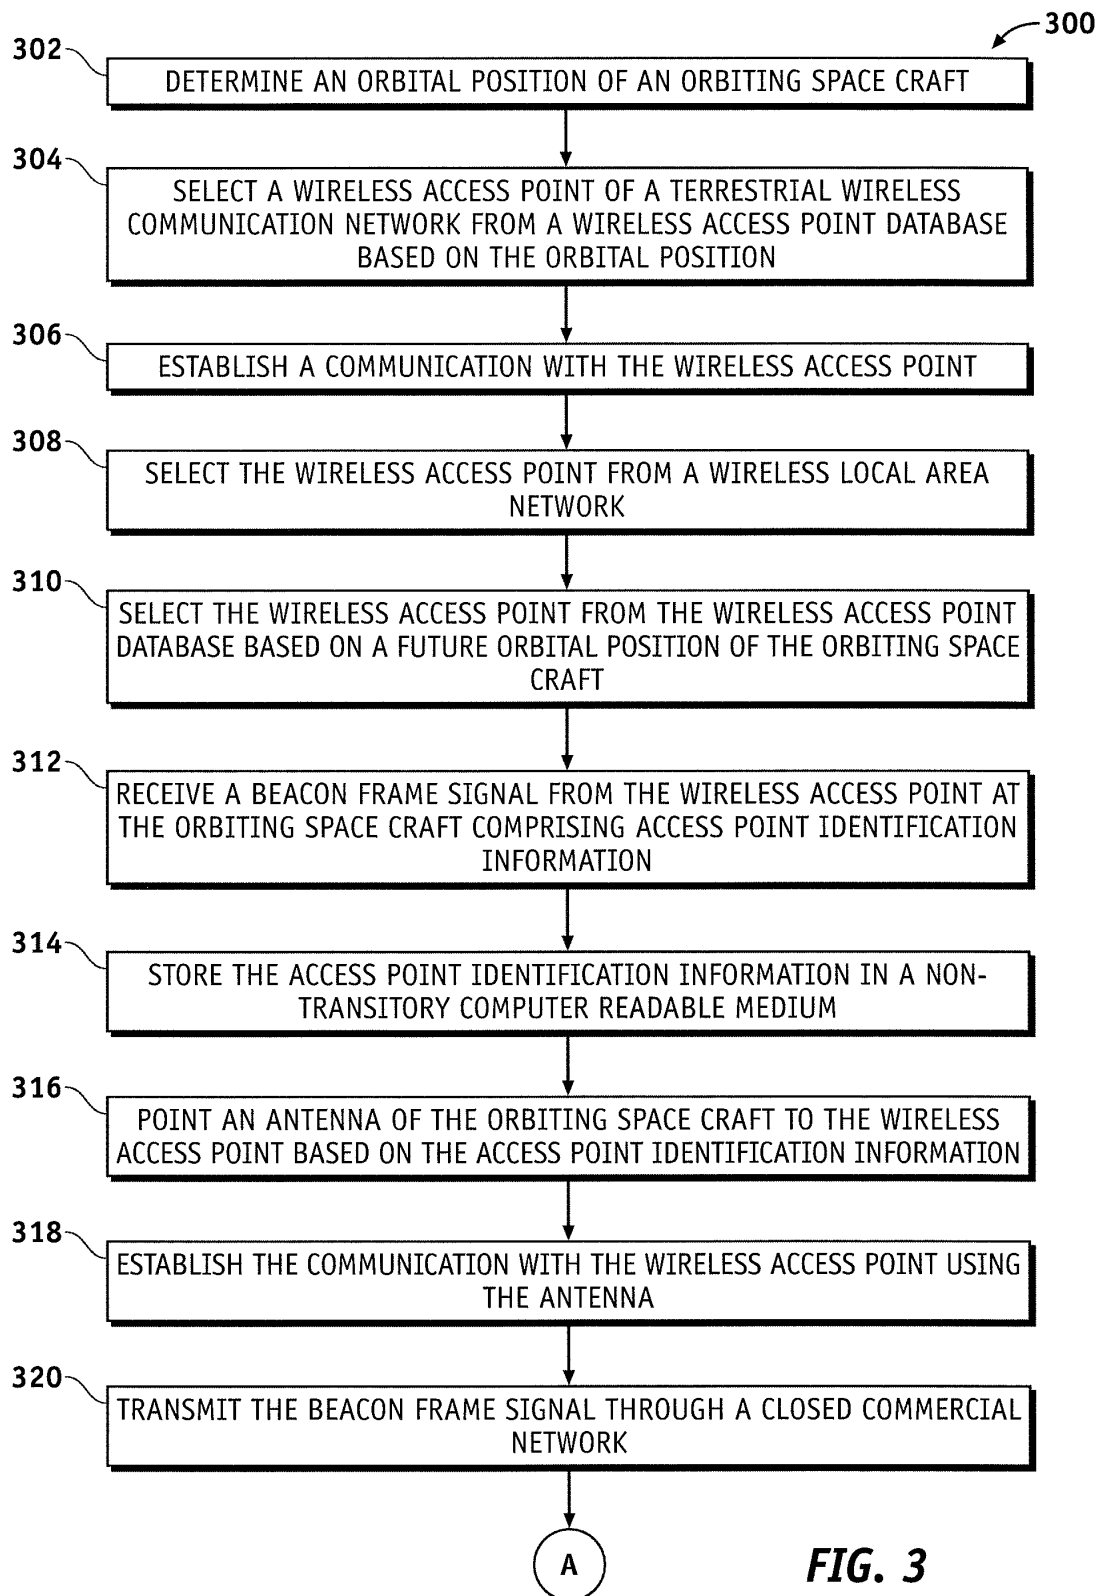 300
302
DETERMINE AN ORBITAL POSITION OF AN ORBITING SPACE CRAFT
304
SELECT A WIRELESS ACCESS POINT OF A TERRESTRIAL WIRELESS
COMMUNICATION NETWORK FROM A WIRELESS ACCESS POINT DATABASE
BASED ON THE ORBITAL POSITION
306
ESTABLISH A COMMUNICATION WITH THE WIRELESS ACCESS POINT
308
SELECT THE WIRELESS ACCESS POINT FROM A WIRELESS LOCAL AREA
NETWORK
310
SELECT THE WIRELESS ACCESS POINT FROM THE WIRELESS ACCESS POINT
DATABASE BASED ON A FUTURE ORBITAL POSITION OF THE ORBITING SPACE
CRAFT
312
RECEIVE A BEACON FRAME SIGNAL FROM THE WIRELESS ACCESS POINT AT
THE ORBITING SPACE CRAFT COMPRISING ACCESS POINT IDENTIFICATION
INFORMATION
314
STORE THE ACCESS POINT IDENTIFICATION INFORMATION IN A NON-
TRANSITORY COMPUTER READABLE MEDIUM
316
POINT AN ANTENNA OF THE ORBITING SPACE CRAFT TO THE WIRELESS
ACCESS POINT BASED ON THE ACCESS POINT IDENTIFICATION INFORMATION
318
ESTABLISH THE COMMUNICATION WITH THE WIRELESS ACCESS POINT USING
THE ANTENNA
320
TRANSMIT THE BEACON FRAME SIGNAL THROUGH A CLOSED COMMERCIAL
NETWORK
A
FIG. 3